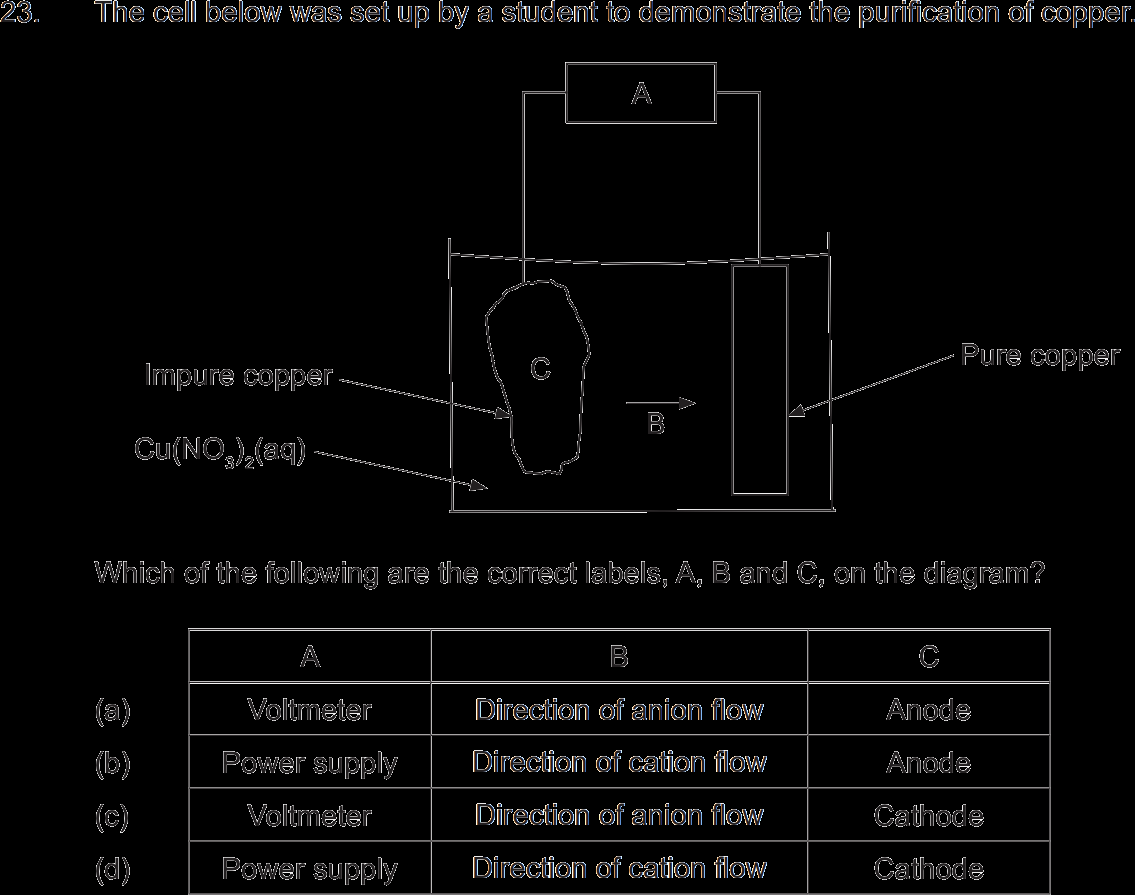 23. The cell below was set up by a student to demonstrate the purification of copper.
A
Impure copper
C
Pure copper
B
Cu(NO₃)₂(aq)
Which of the following are the correct labels, A, B and C, on the diagram?
A B C
(a) Voltmeter Direction of anion flow Anode
(b) Power supply Direction of cation flow Anode
(c) Voltmeter Direction of anion flow Cathode
(d) Power supply Direction of cation flow Cathode